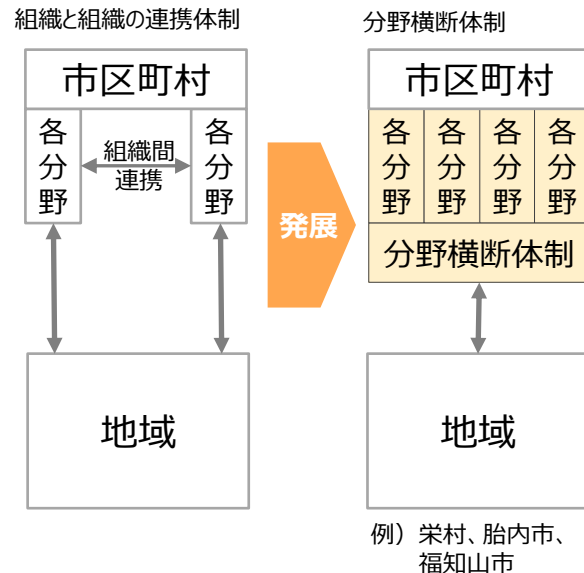 組織と組織の連携体制
市区町村
各分野
組織間
連携
各分野
地域
発展
分野横断体制
市区町村
各分野
各分野
各分野
各分野
分野横断体制
地域
例）栄村、胎内市、
福知山市